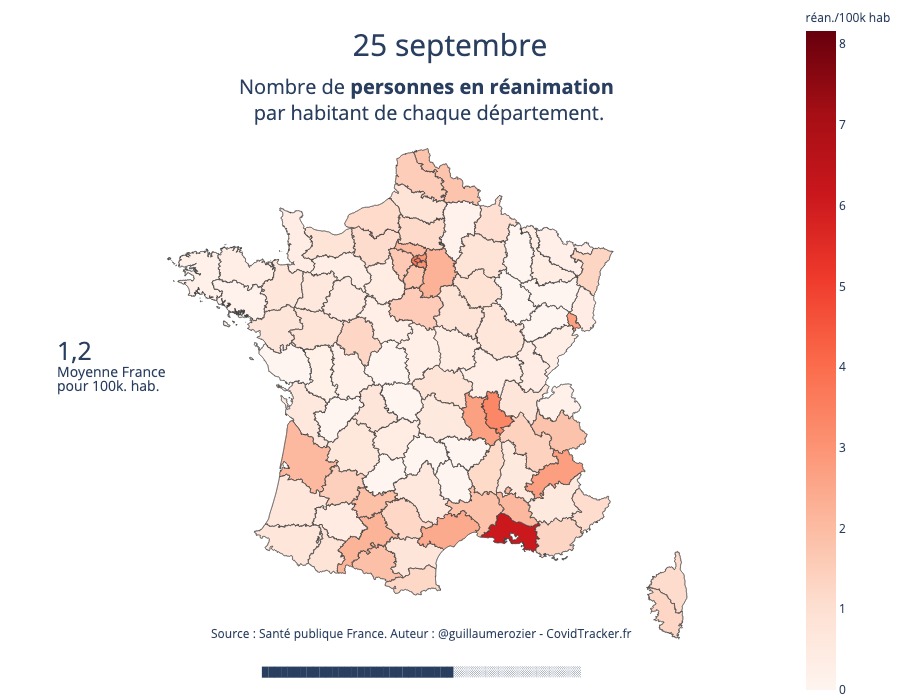 réan./100k hab
25 septembre
Nombre de personnes en réanimation
par habitant de chaque département.
8
7
6
5
4
3
2
1
0
1,2
Moyenne France
pour 100k. hab.
Source : Santé publique France. Auteur : @guillaumerozier - CovidTracker.fr